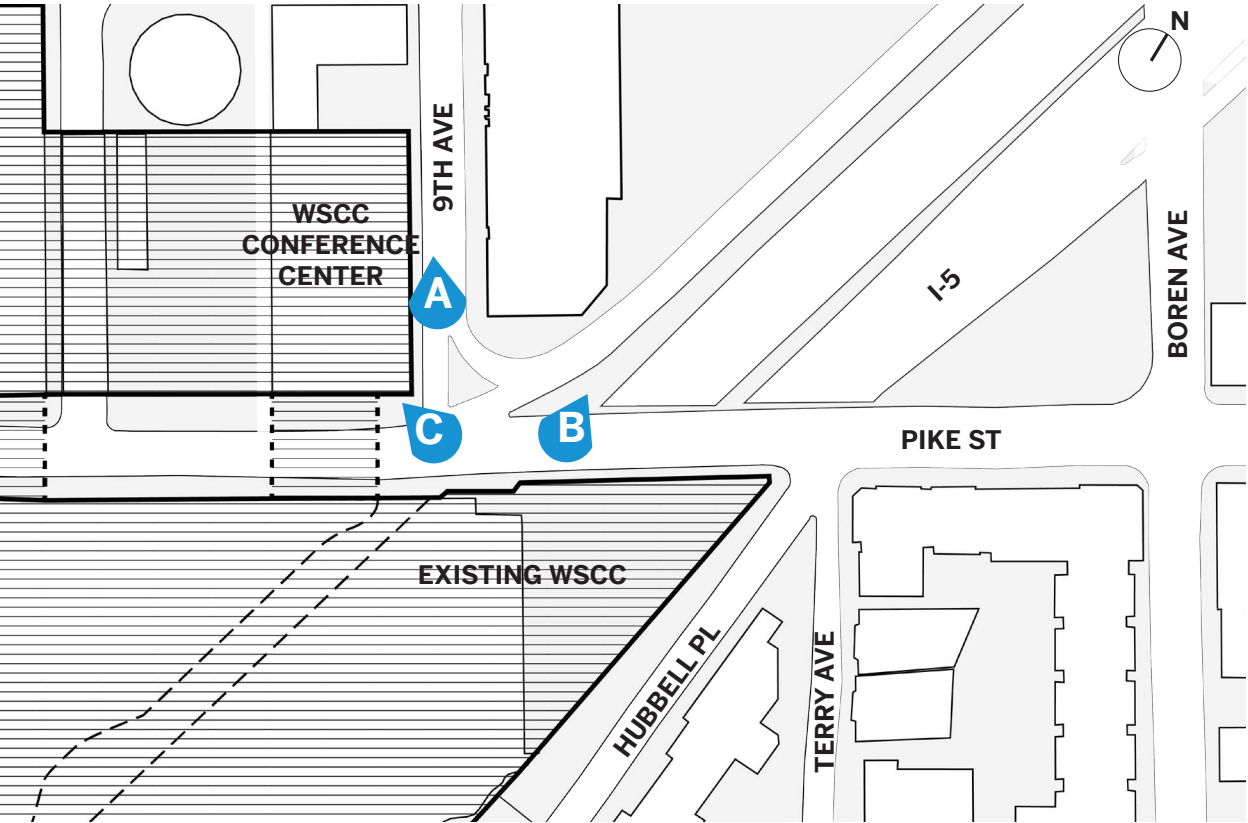 N
9TH AVE
WSCC
CONFERENCE
CENTER
A
I-5
BOREN AVE
C
B
PIKE ST
EXISTING WSCC
HUBBELL PL
TERRY AVE